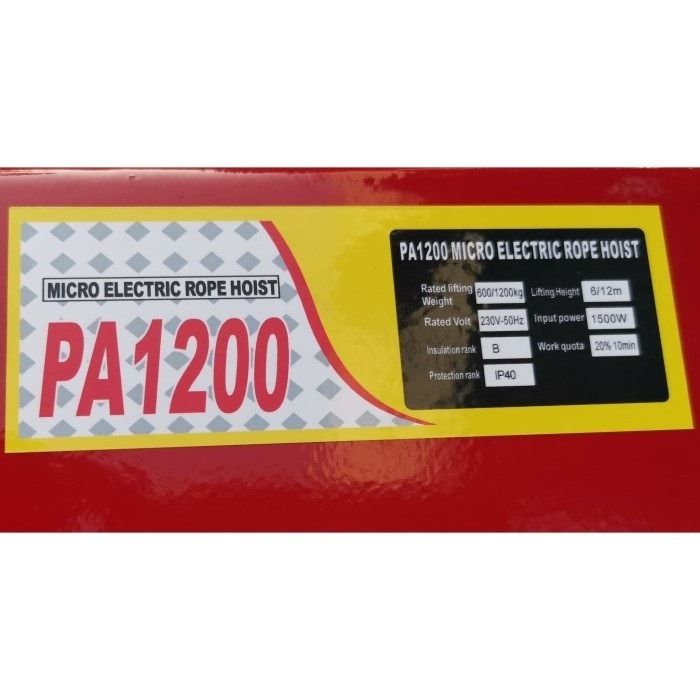 MICRO ELECTRIC ROPE HOIST
PA1200
PA1200 MICRO ELECTRIC ROPE HOIST
Rated lifting Weight 600/1200kg Lifting Height 6/12m
Rated Volt 230V-50Hz Input power 1500W
Insulation rank B Work quota 20% 10min
Protection rank IP40